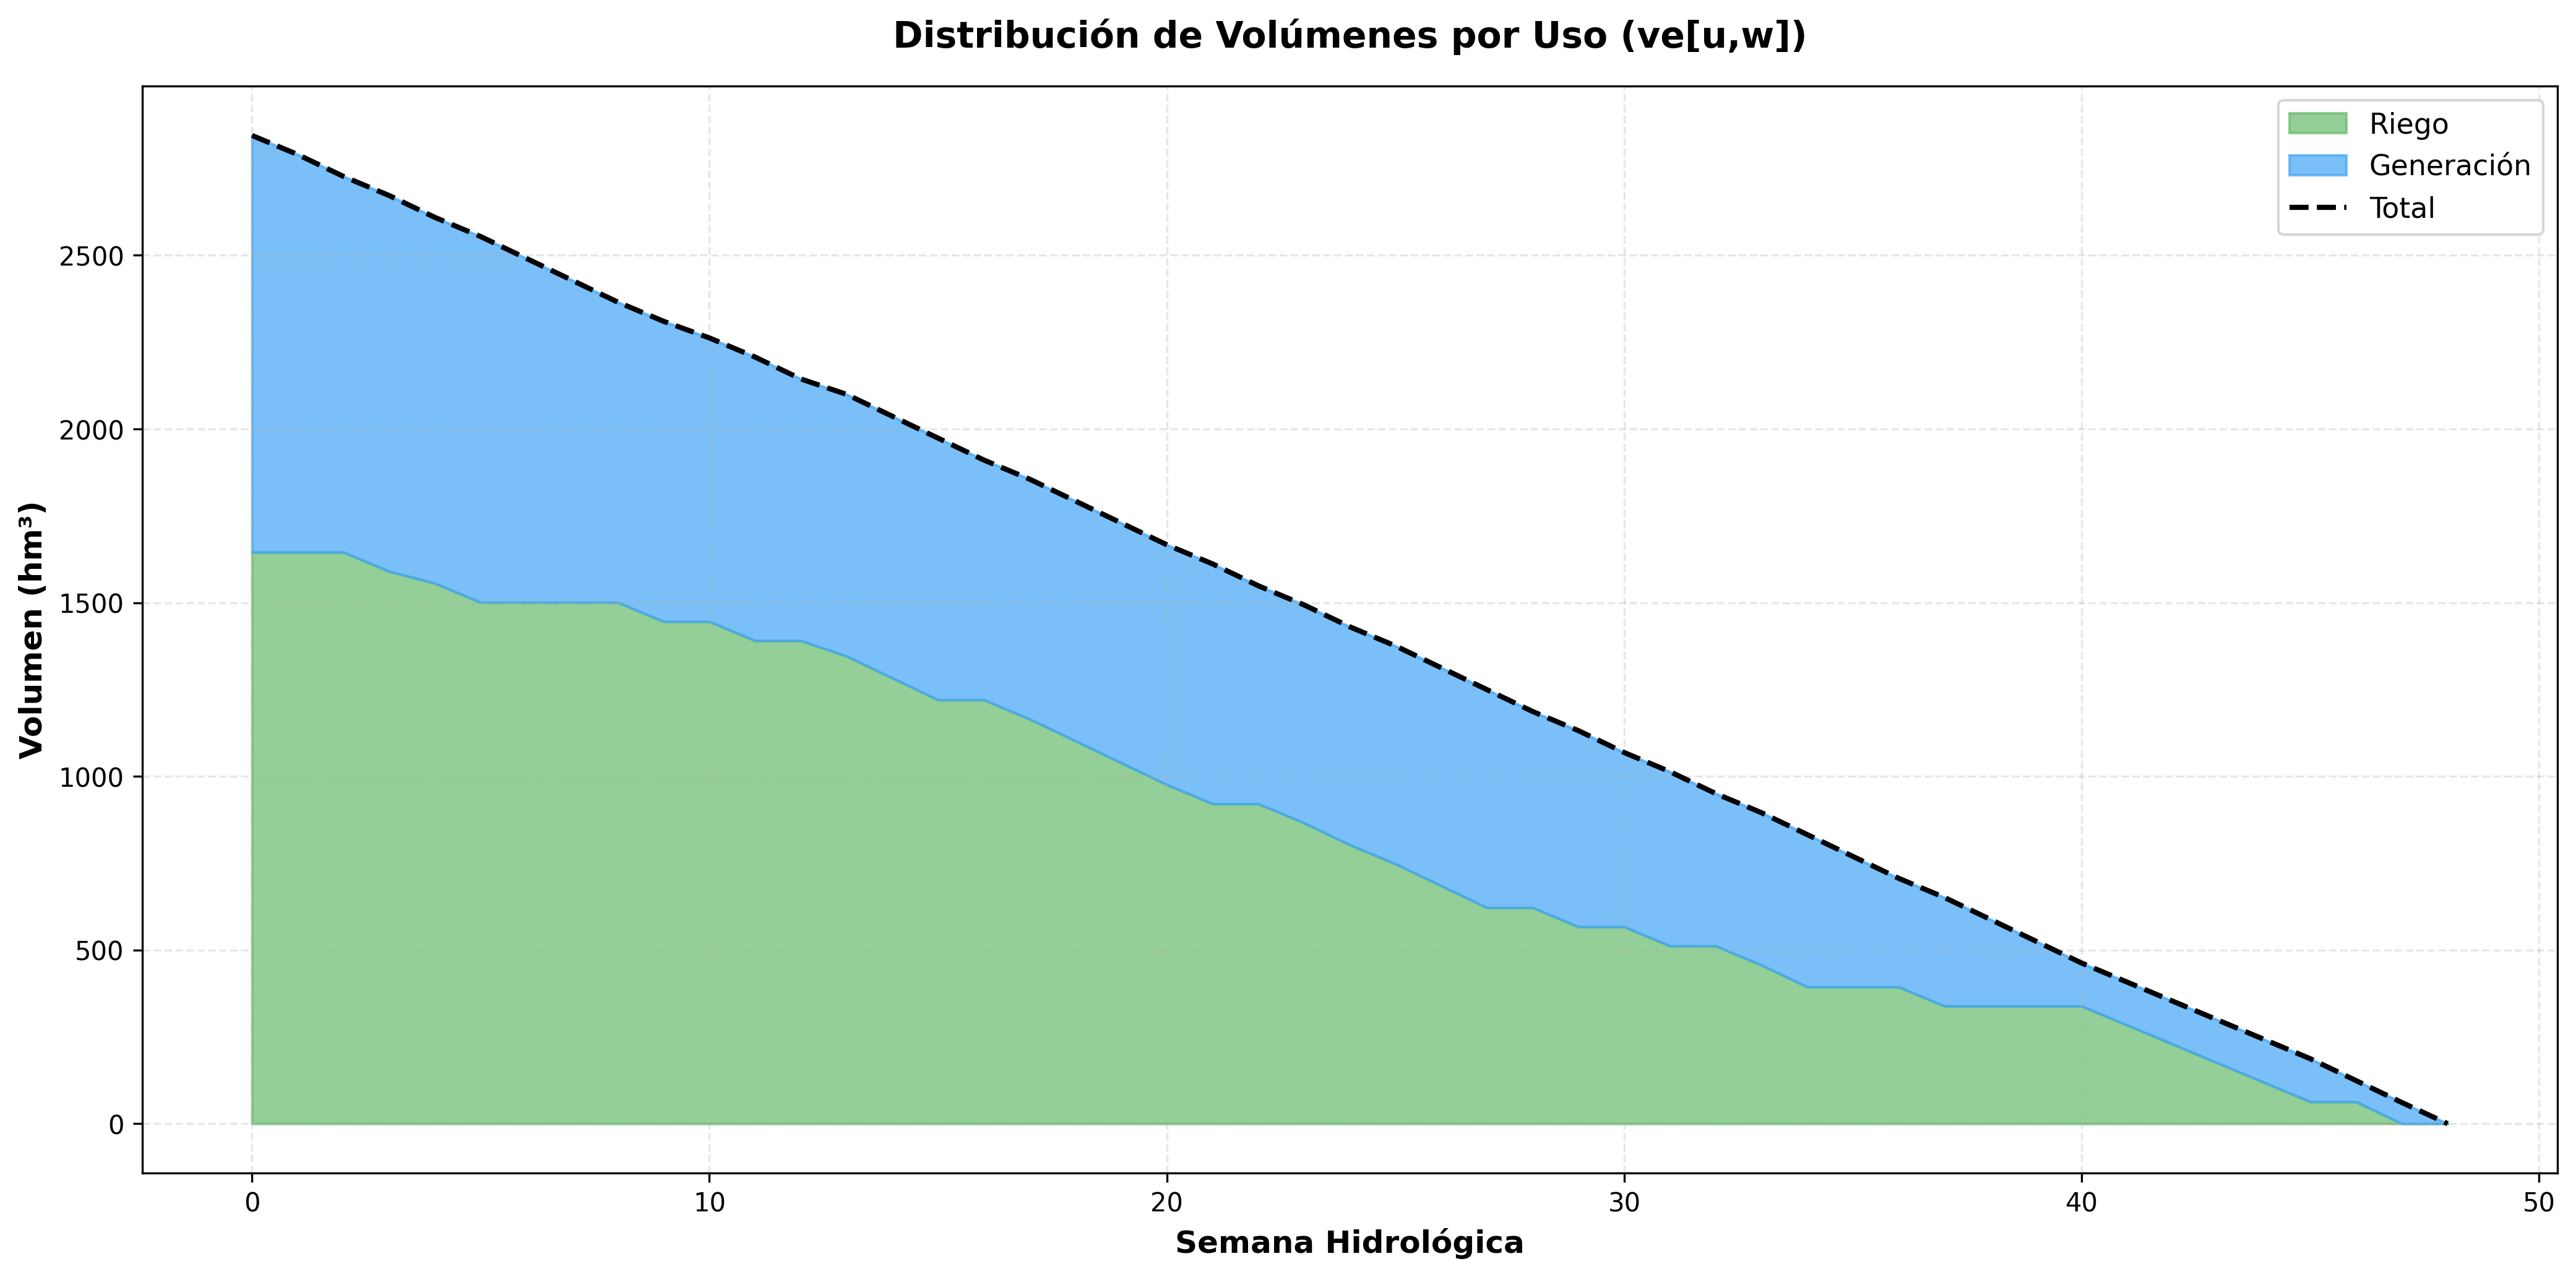 Distribución de Volúmenes por Uso (ve[u,w])
Riego
Generación
Total
Volumen (hm³)
2500
2000
1500
1000
500
0
0 10 20 30 40 50
Semana Hidrológica